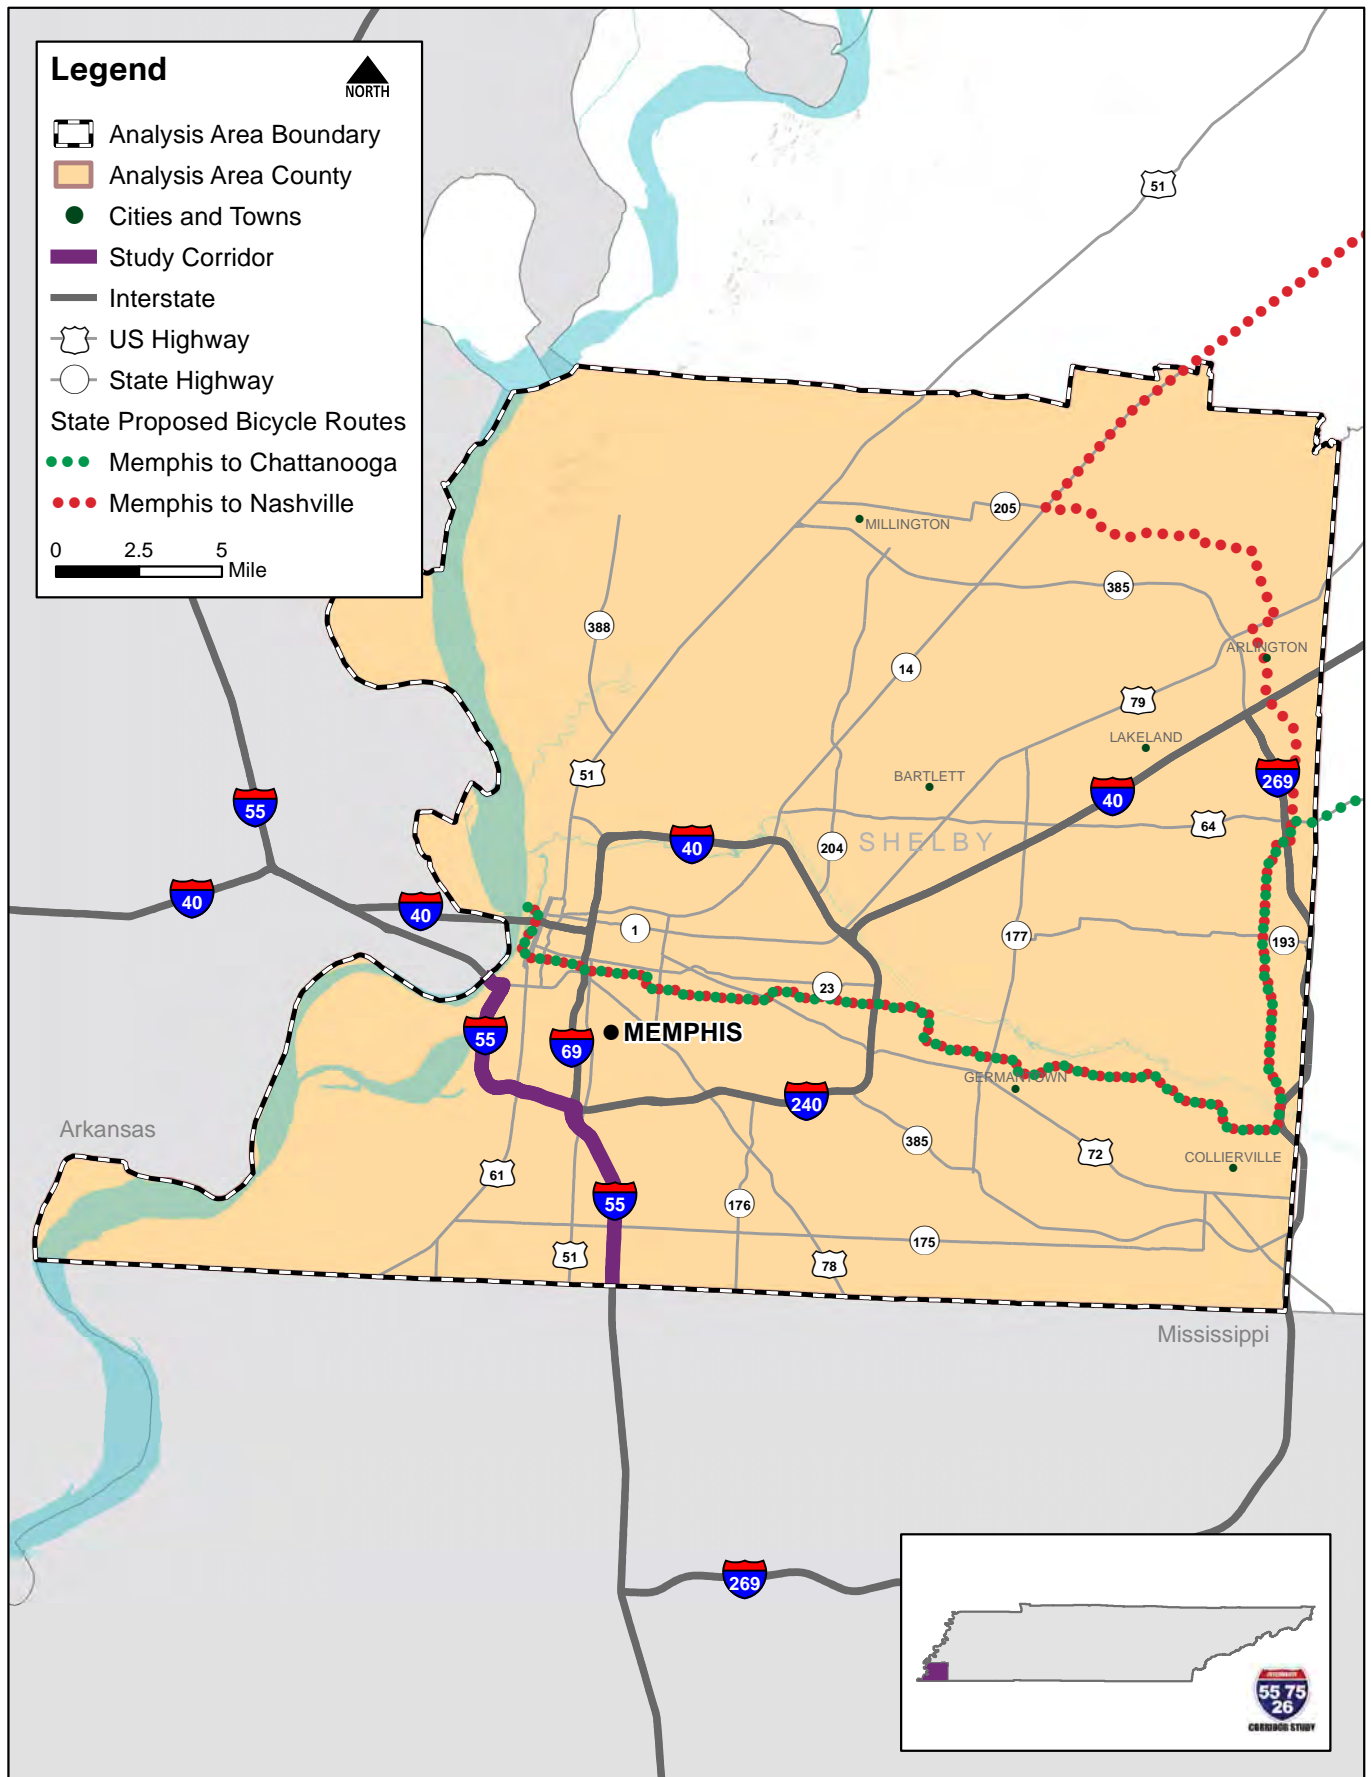 Legend
NORTH
Analysis Area Boundary
Analysis Area County
Cities and Towns
Study Corridor
Interstate
US Highway
State Highway
State Proposed Bicycle Routes
Memphis to Chattanooga
Memphis to Nashville
0 2.5 5
Mile
51
205
MILLINGTON
385
388
14
ARLINGTON
79
LAKELAND
51
BARTLETT
269
55
40
64
40
204
SHELBY
40
40
1
177
193
23
55
69
MEMPHIS
GERMANTOWN
240
Arkansas
385
72
COLLIERVILLE
61
55
176
175
51
78
Mississippi
269
INTERSTATE
55 75
26
CORRIDOR STUDY